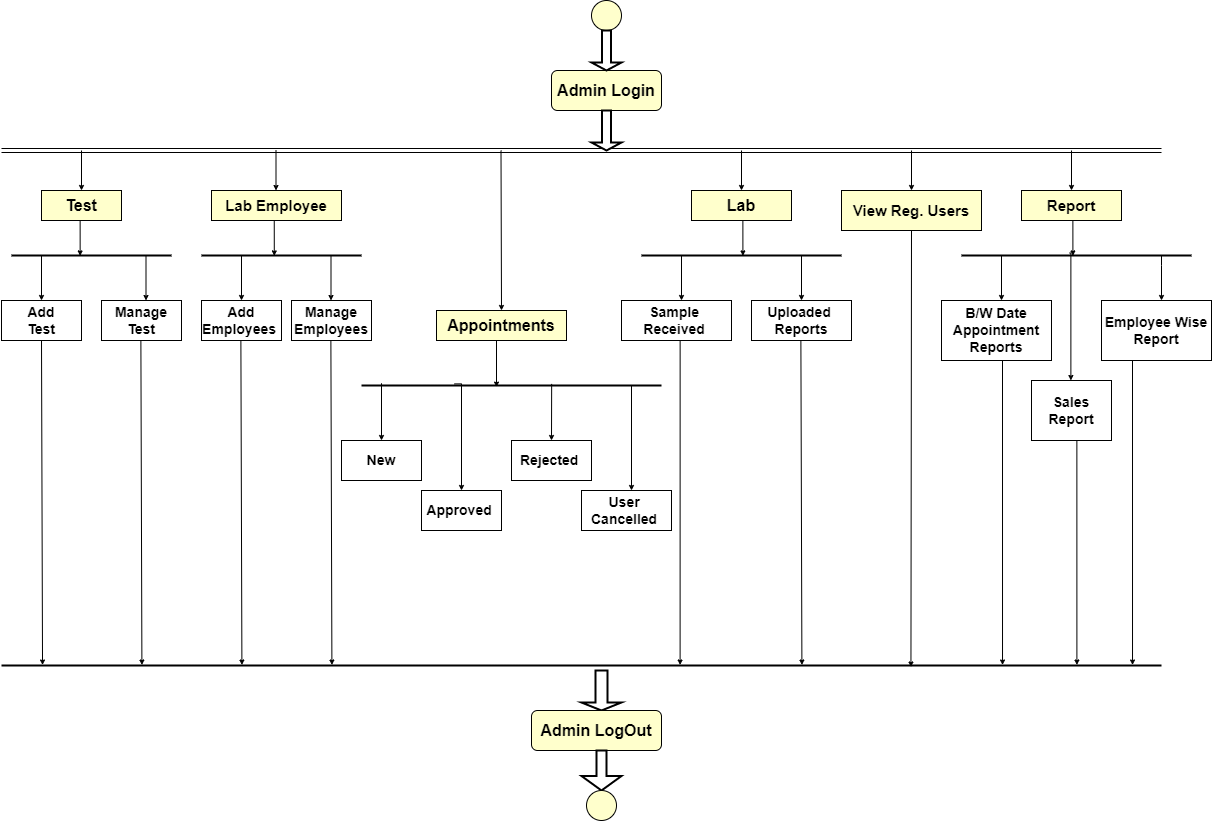 Admin Login
Test
Lab Employee
Lab
View Reg. Users
Report
Add
Test
Manage
Test
Add
Employees
Manage
Employees
Appointments
Sample
Received
Uploaded
Reports
B/W Date
Appointment
Reports
Employee Wise
Report
Sales
Report
New
Approved
Rejected
User
Cancelled
Admin LogOut